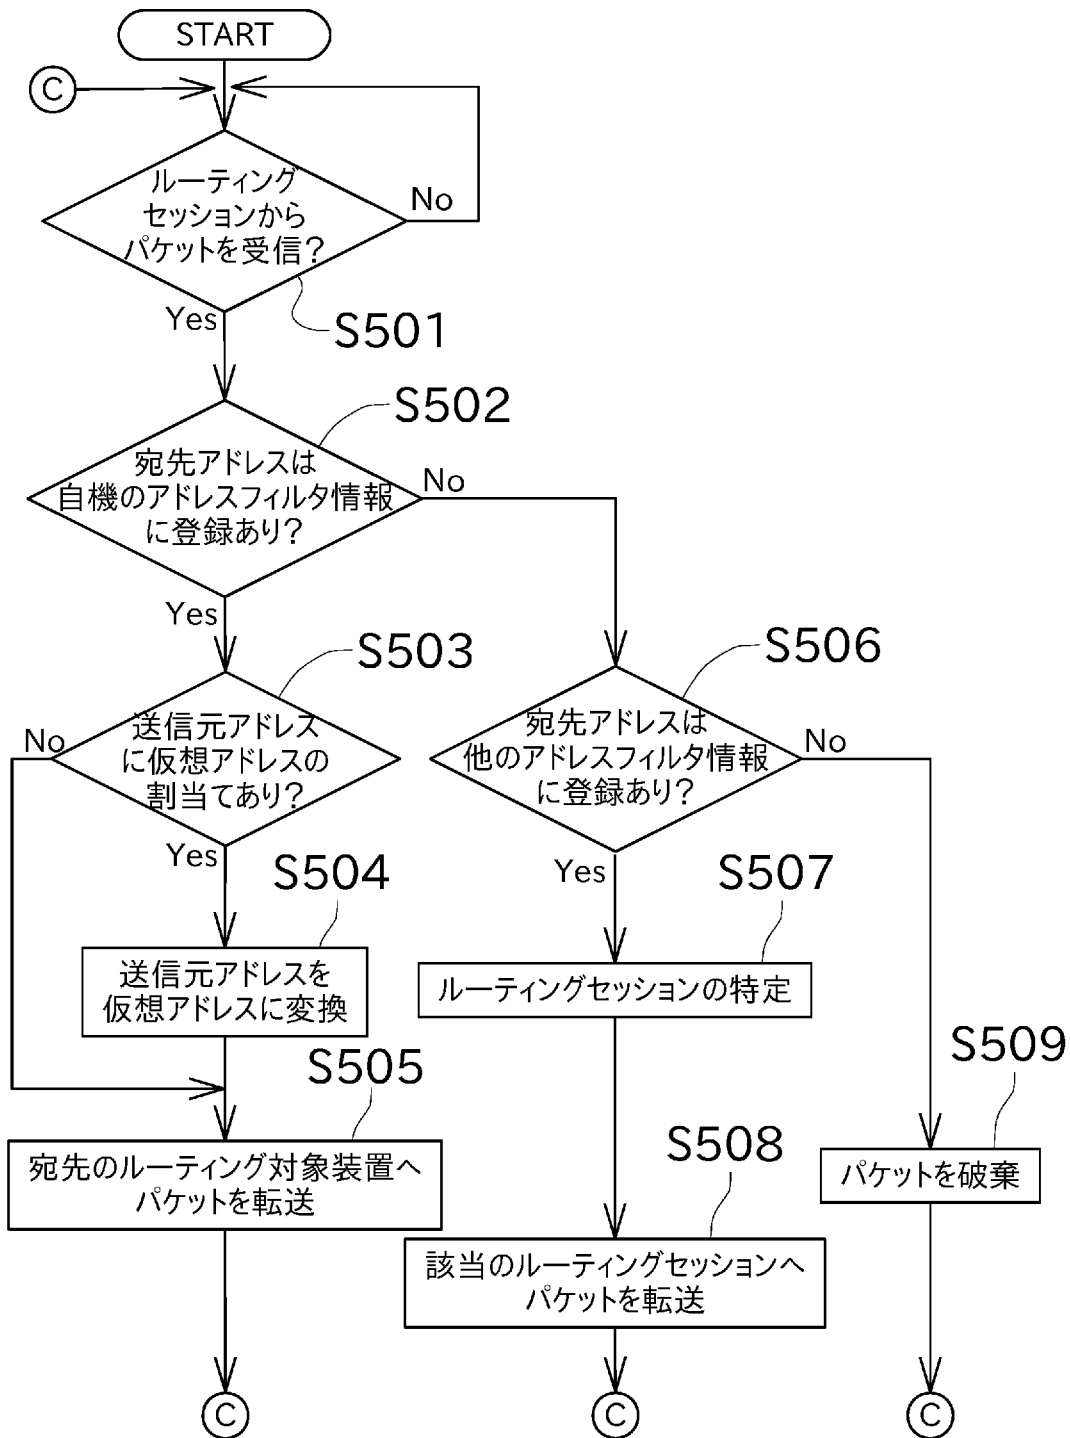 START
C
ルーティング
セッションから
パケットを受信？
No
Yes
S501
S502
宛先アドレスは
自機のアドレスフィルタ情報
に登録あり？
No
Yes
S503
送信元アドレス
に仮想アドレスの
割当てあり？
No
Yes
S506
宛先アドレスは
他のアドレスフィルタ情報
に登録あり？
No
Yes
S504
送信元アドレスを
仮想アドレスに変換
S507
ルーティングセッションの特定
S505
宛先のルーティング対象装置へ
パケットを転送
S508
該当のルーティングセッションへ
パケットを転送
S509
パケットを破棄
C
C
C